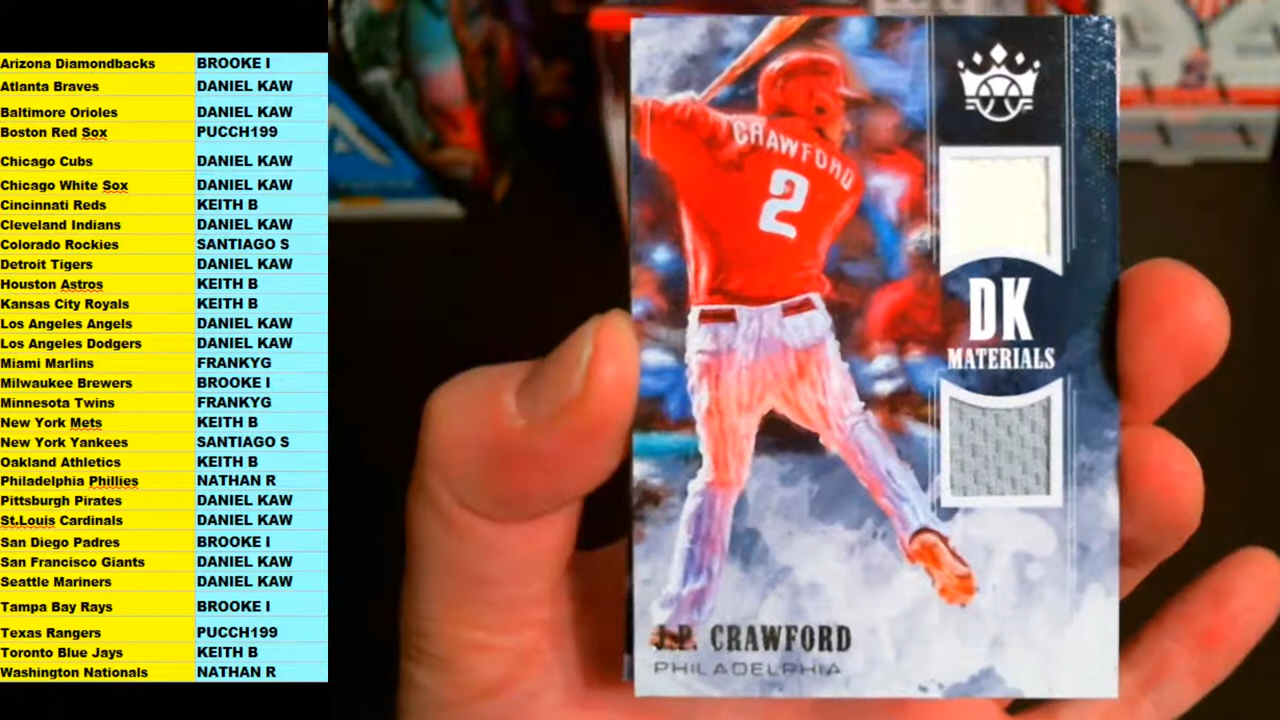 Arizona Diamondbacks BROOKE I
Atlanta Braves DANIEL KAW
Baltimore Orioles DANIEL KAW
Boston Red Sox PUCCH199
Chicago Cubs DANIEL KAW
Chicago White Sox DANIEL KAW
Cincinnati Reds KEITH B
Cleveland Indians DANIEL KAW
Colorado Rockies SANTIAGO S
Detroit Tigers DANIEL KAW
Houston Astros KEITH B
Kansas City Royals KEITH B
Los Angeles Angels DANIEL KAW
Los Angeles Dodgers DANIEL KAW
Miami Marlins FRANKYG
Milwaukee Brewers BROOKE I
Minnesota Twins FRANKYG
New York Mets KEITH B
New York Yankees SANTIAGO S
Oakland Athletics KEITH B
Philadelphia Phillies NATHAN R
Pittsburgh Pirates DANIEL KAW
St.Louis Cardinals DANIEL KAW
San Diego Padres BROOKE I
San Francisco Giants DANIEL KAW
Seattle Mariners DANIEL KAW
Tampa Bay Rays BROOKE I
Texas Rangers PUCCH199
Toronto Blue Jays KEITH B
Washington Nationals NATHAN R
CRAWFORD
2
DK
MATERIALS
J.P. CRAWFORD
PHILADELPHIA